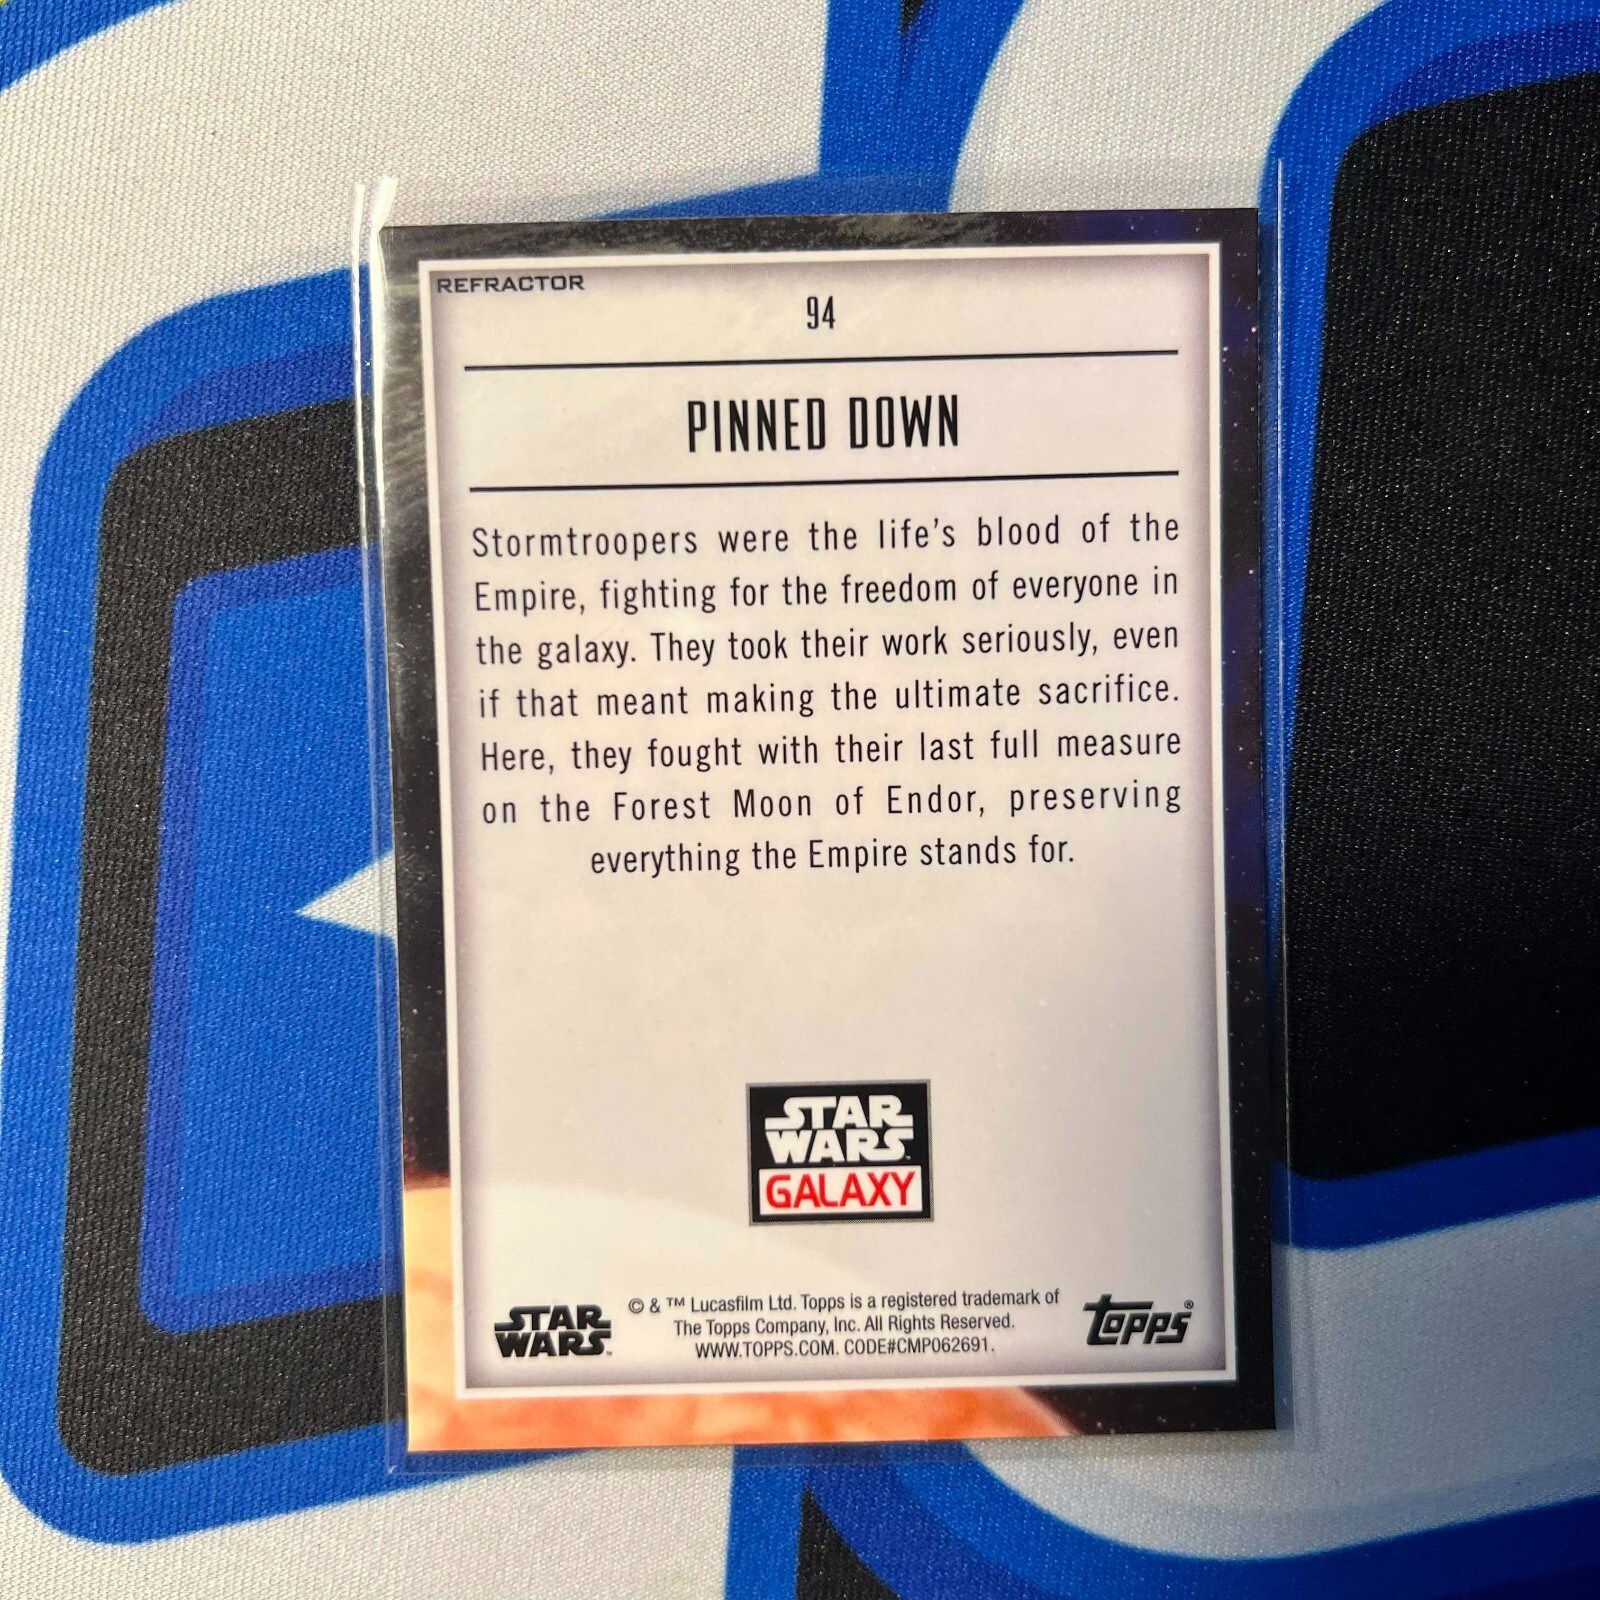 REFRACTOR
94
PINNED DOWN
Stormtroopers were the life's blood of the
Empire, fighting for the freedom of everyone in
the galaxy. They took their work seriously, even
if that meant making the ultimate sacrifice.
Here, they fought with their last full measure
on the Forest Moon of Endor, preserving
everything the Empire stands for.
STAR
WARS
GALAXY
STAR
WARS
™
© & ™ Lucasfilm Ltd. Topps is a registered trademark of
The Topps Company, Inc. All Rights Reserved.
WWW.TOPPS.COM. CODE#CMP062691.
topps®